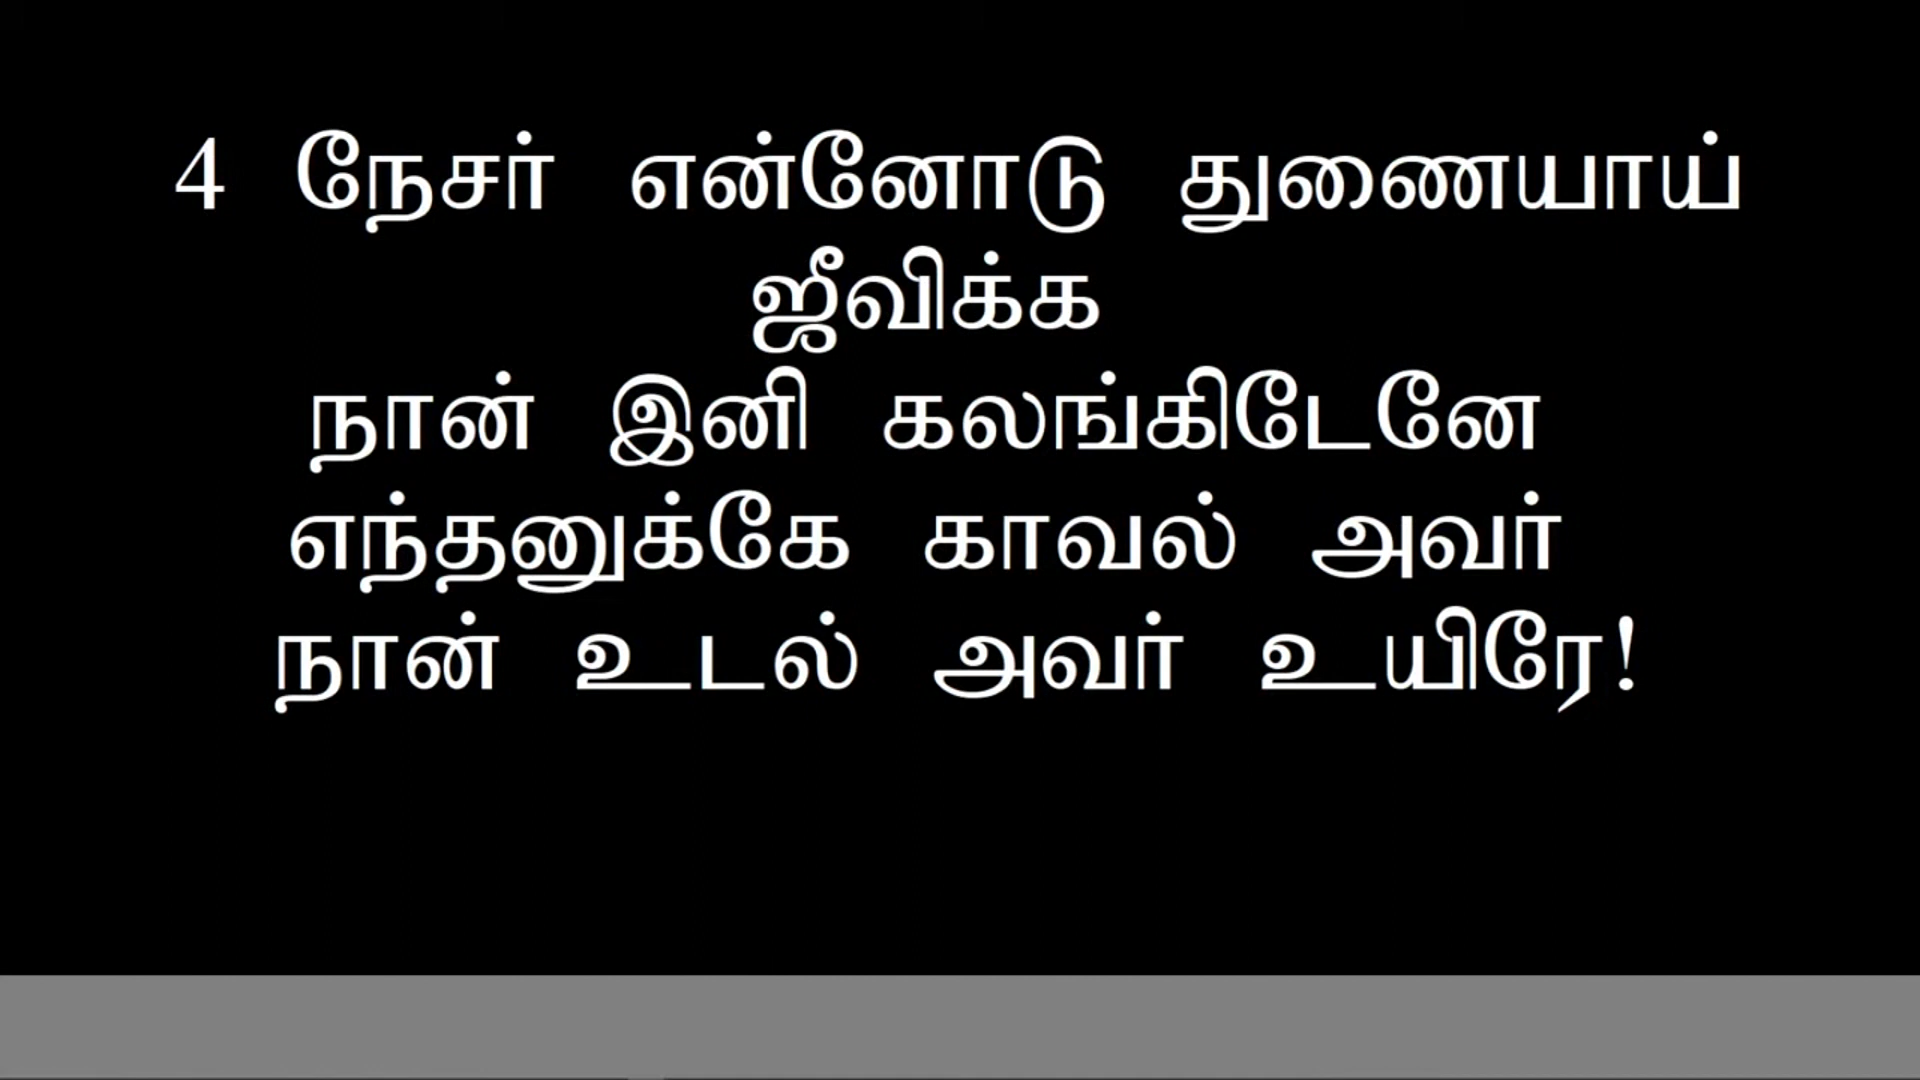 4 நேசர் என்னோடு துணையாய்
ஜீவிக்க
நான் இனி கலங்கிடேனே
எந்தனுக்கே காவல் அவர்
நான் உடல் அவர் உயிரே!